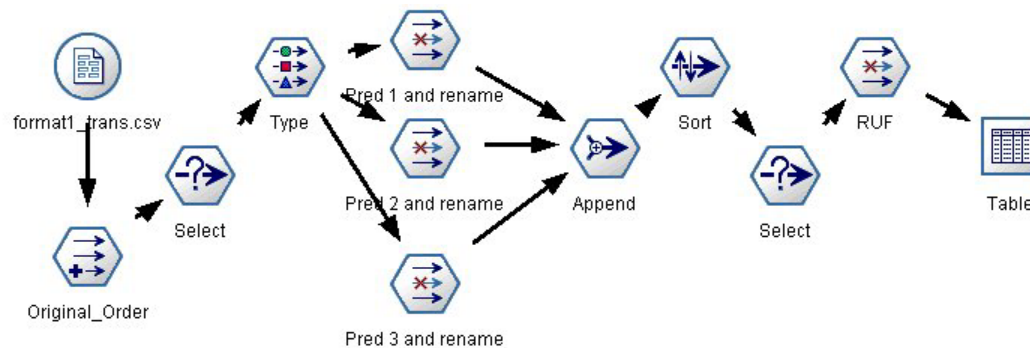 format1_trans.csv
Original_Order
Select
Type
Pred 1 and rename
Pred 2 and rename
Pred 3 and rename
Append
Sort
Select
RUF
Table